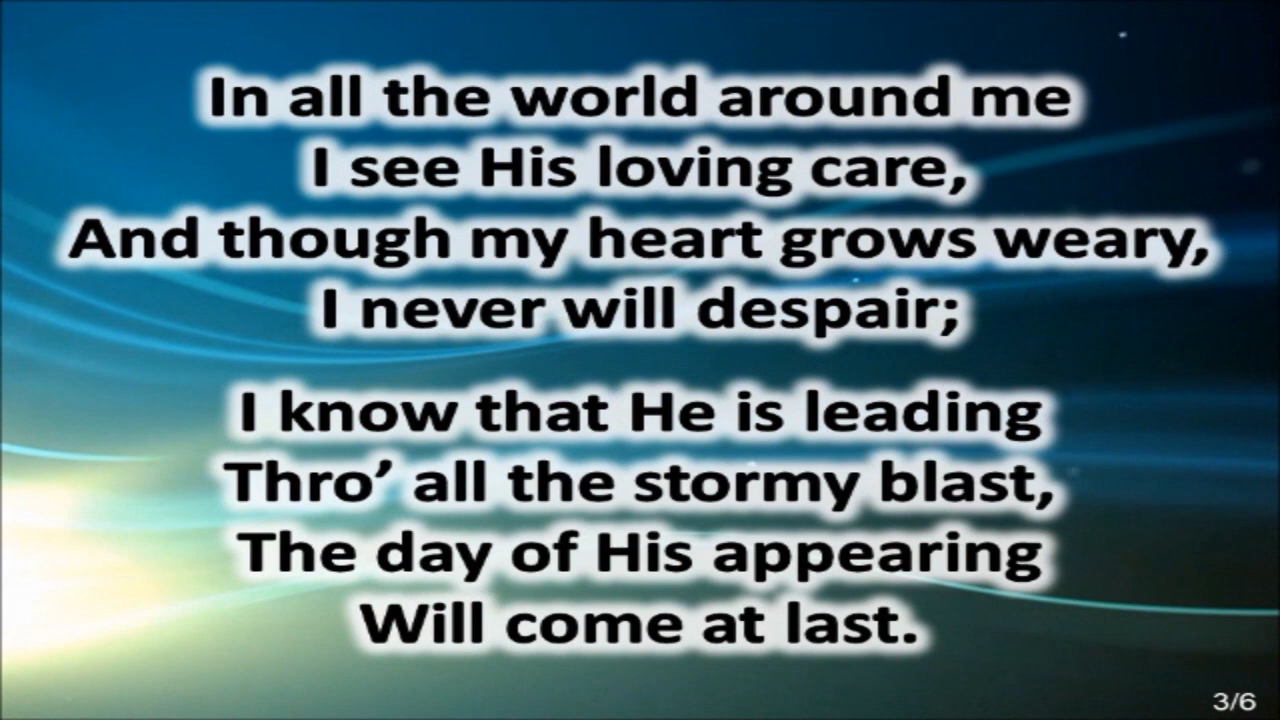 In all the world around me
I see His loving care,
And though my heart grows weary,
I never will despair;
I know that He is leading
Thro’ all the stormy blast,
The day of His appearing
Will come at last.
3/6